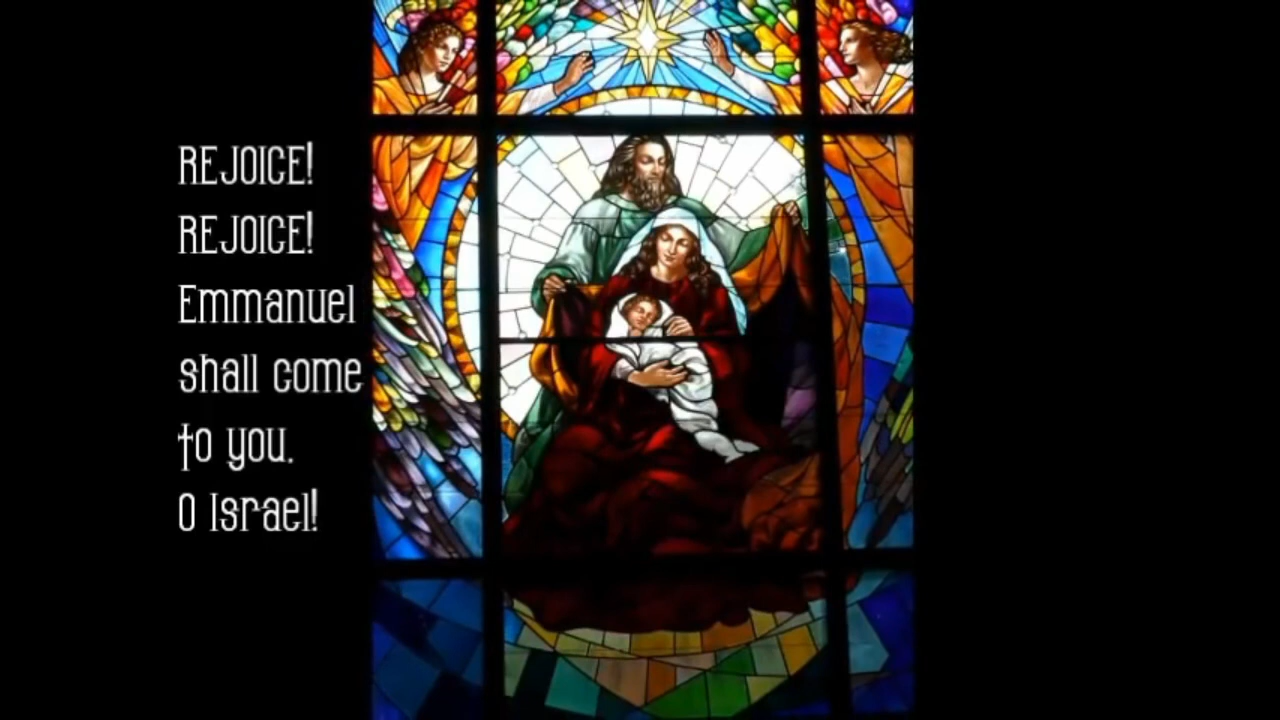 REJOICE!
REJOICE!
Emmanuel
shall come
to you.
O Israel!